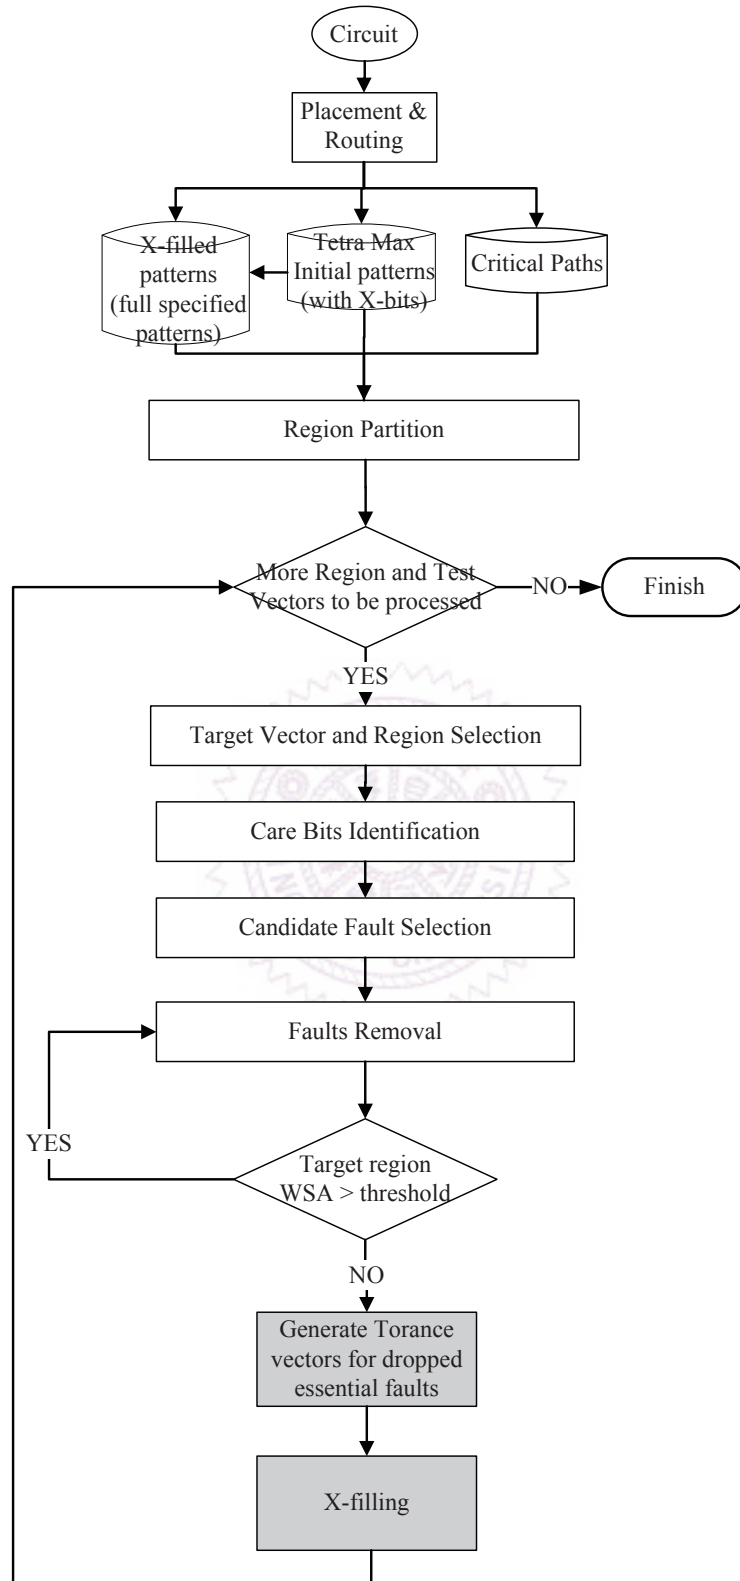 Circuit
Placement &
Routing
X-filled
patterns
(full specified
patterns)
Tetra Max
Initial patterns
(with X-bits)
Critical Paths
Region Partition
More Region and Test
Vectors to be processed
NO
Finish
YES
Target Vector and Region Selection
Care Bits Identification
Candidate Fault Selection
Faults Removal
YES
Target region
WSA > threshold
NO
Generate Torance
vectors for dropped
essential faults
X-filling